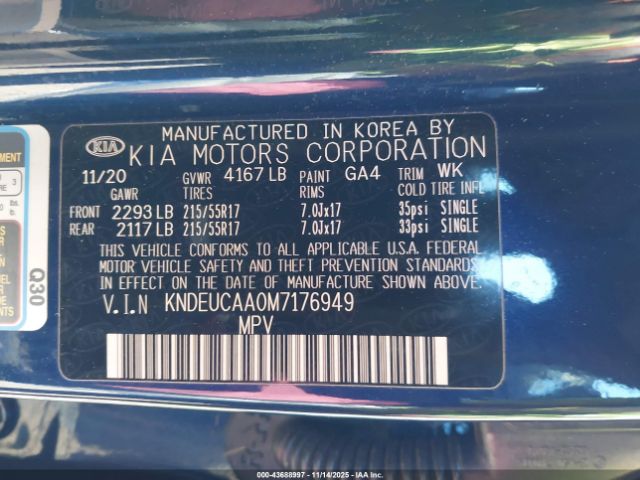 MANUFACTURED IN KOREA BY
KIA KIA MOTORS CORPORATION
11/20 GVWR 4167 LB PAINT GA4 TRIM WK
GAWR TIRES RIMS COLD TIRE INFL
FRONT 2293 LB 215/55R17 7.0Jx17 35psi SINGLE
REAR 2117 LB 215/55R17 7.0Jx17 33psi SINGLE
THIS VEHICLE CONFORMS TO ALL APPLICABLE U.S.A. FEDERAL
MOTOR VEHICLE SAFETY AND THEFT PREVENTION STANDARDS
IN EFFECT ON THE DATE OF MANUFACTURE SHOWN ABOVE.
V.I.N KNDEUCAA0M7176949
MPV
Q30
000-43688997 - 11/14/2025 - IAA Inc.